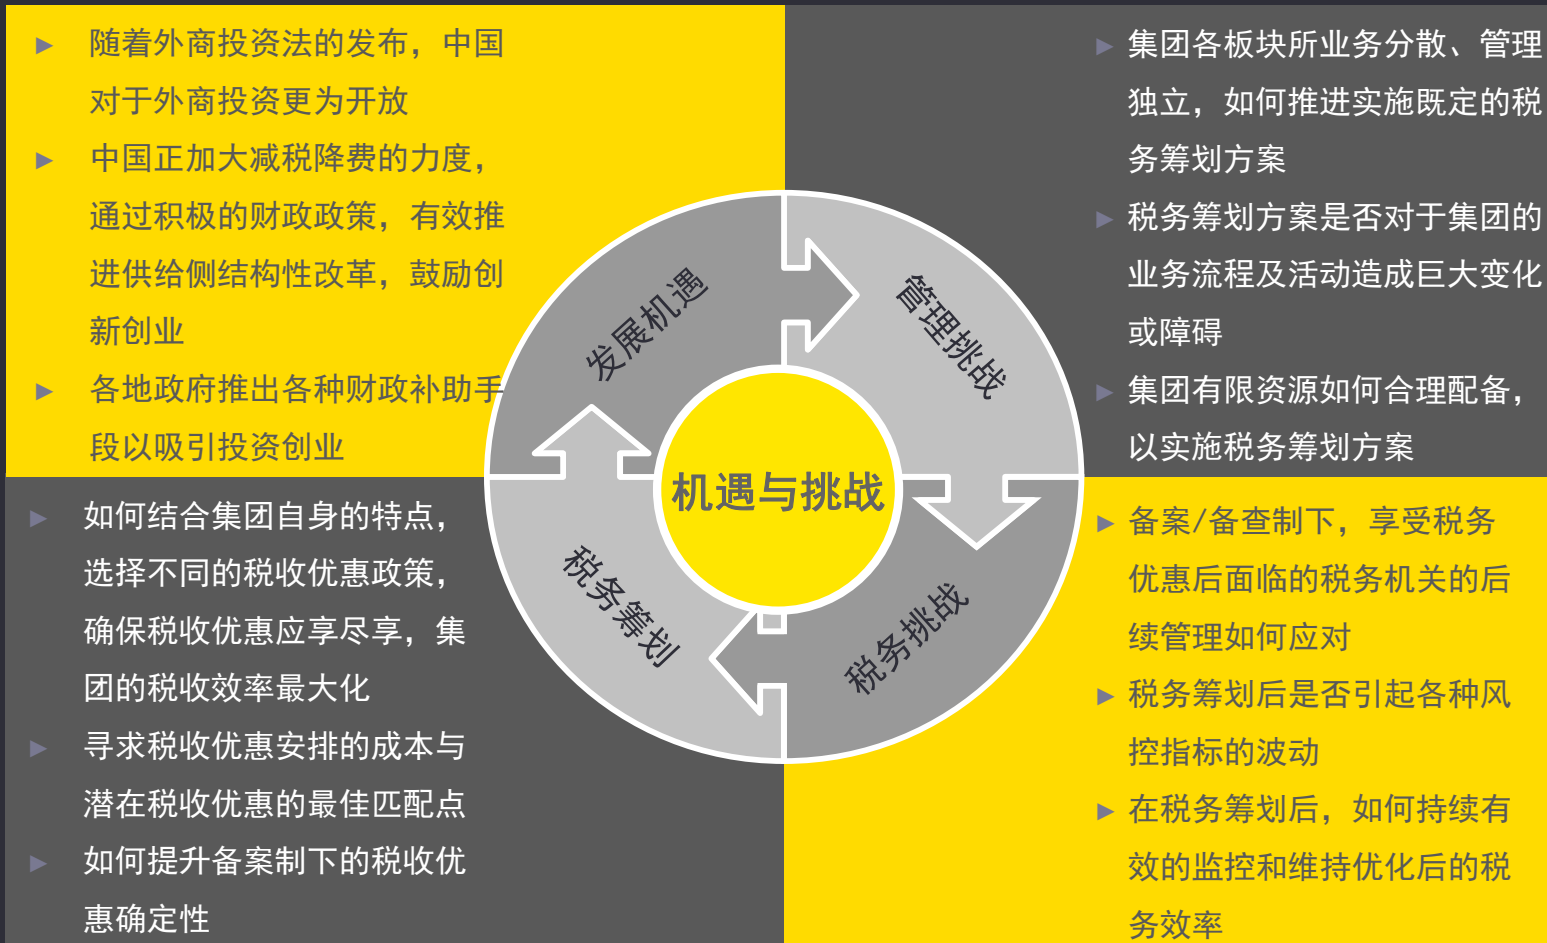 随着外商投资法的发布，中国
对于外商投资更为开放
中国正加大减税降费的力度，
通过积极的财政政策，有效推
进供给侧结构性改革，鼓励创
新创业
各地政府推出各种财政补助手
段以吸引投资创业
集团各板块所业务分散、管理
独立，如何推进实施既定的税
务筹划方案
税务筹划方案是否对于集团的
业务流程及活动造成巨大变化
或障碍
集团有限资源如何合理配备，
以实施税务筹划方案
发展机遇
管理挑战
机遇与挑战
税务筹划
税务挑战
如何结合集团自身的特点，
选择不同的税收优惠政策，
确保税收优惠应享尽享，集
团的税收效率最大化
寻求税收优惠安排的成本与
潜在税收优惠的最佳匹配点
如何提升备案制下的税收优
惠确定性
备案/备查制下，享受税务
优惠后面临的税务机关的后
续管理如何应对
税务筹划后是否引起各种风
控指标的波动
在税务筹划后，如何持续有
效的监控和维持优化后的税
务效率